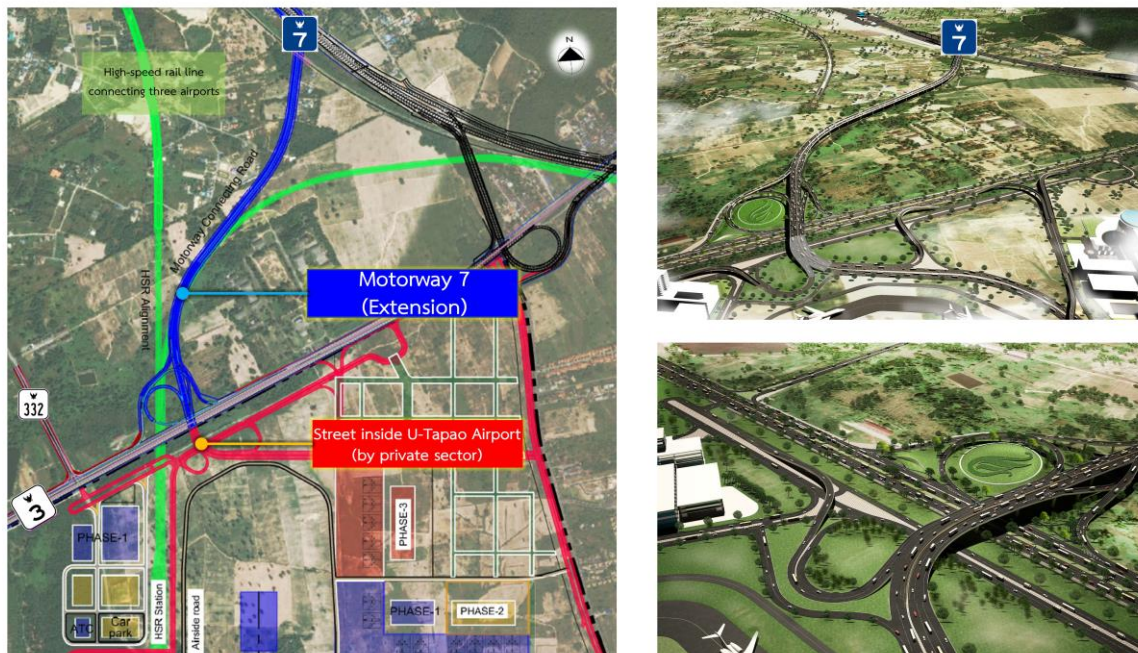 7
N
High-speed rail line
connecting three airports
Motorway Connecting Road
HSR Alignment
Motorway 7
(Extension)
332
Street inside U-Tapao Airport
(by private sector)
3
PHASE-1
PHASE-3
ATC
Car
park
HSR Station
Airside road
PHASE-1
PHASE-2
7